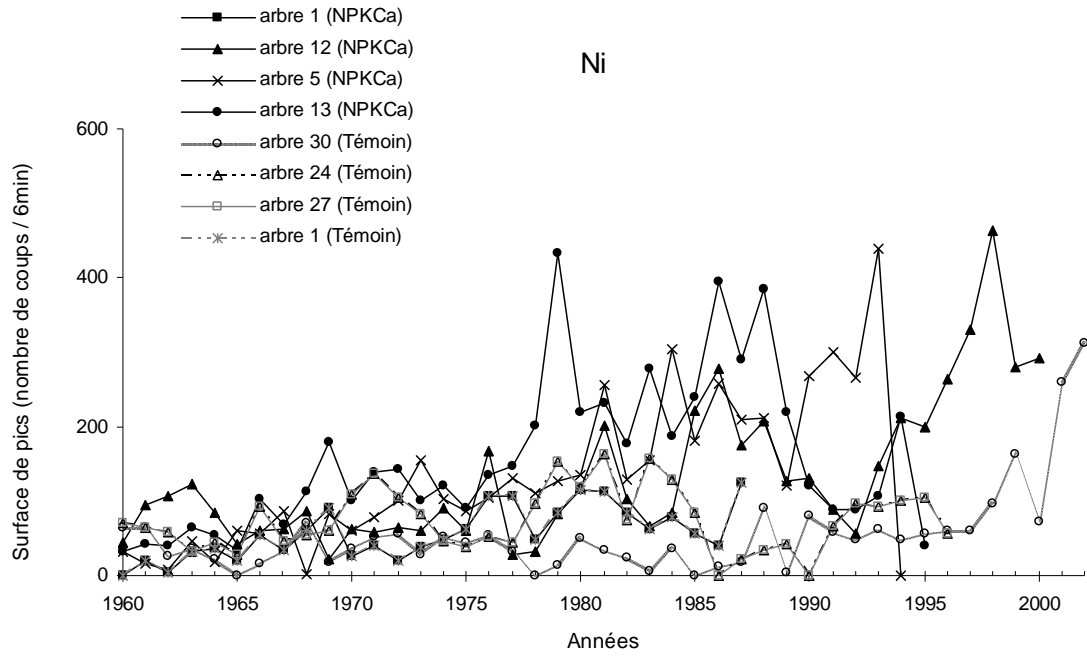 arbre 1 (NPKCa)
arbre 12 (NPKCa)
arbre 5 (NPKCa)
arbre 13 (NPKCa)
arbre 30 (Témoin)
arbre 24 (Témoin)
arbre 27 (Témoin)
arbre 1 (Témoin)
Ni
Surface de pics (nombre de coups / 6min)
600
400
200
0
1960 1965 1970 1975 1980 1985 1990 1995 2000
Années